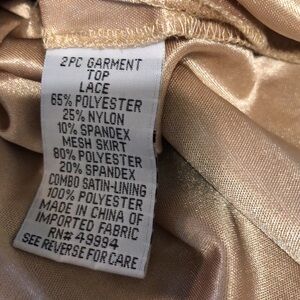 2PC GARMENT
TOP
LACE
65% POLYESTER
25% NYLON
10% SPANDEX
MESH SKIRT
80% POLYESTER
20% SPANDEX
COMBO SATIN-LINING
100% POLYESTER
MADE IN CHINA OF
IMPORTED FABRIC
RN# 49994
SEE REVERSE FOR CARE